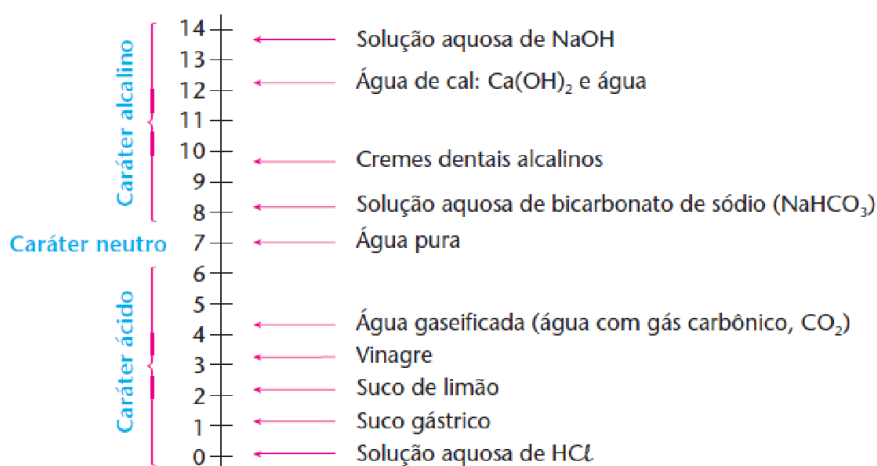 14
Solução aquosa de NaOH
13
12
Água de cal: Ca(OH)₂ e água
11
10
Cremes dentais alcalinos
9
8
Solução aquosa de bicarbonato de sódio (NaHCO₃)
Caráter alcalino
Caráter neutro
7
Água pura
6
5
4
Água gaseificada (água com gás carbônico, CO₂)
3
Vinagre
2
Suco de limão
1
Suco gástrico
0
Solução aquosa de HCℓ
Caráter ácido